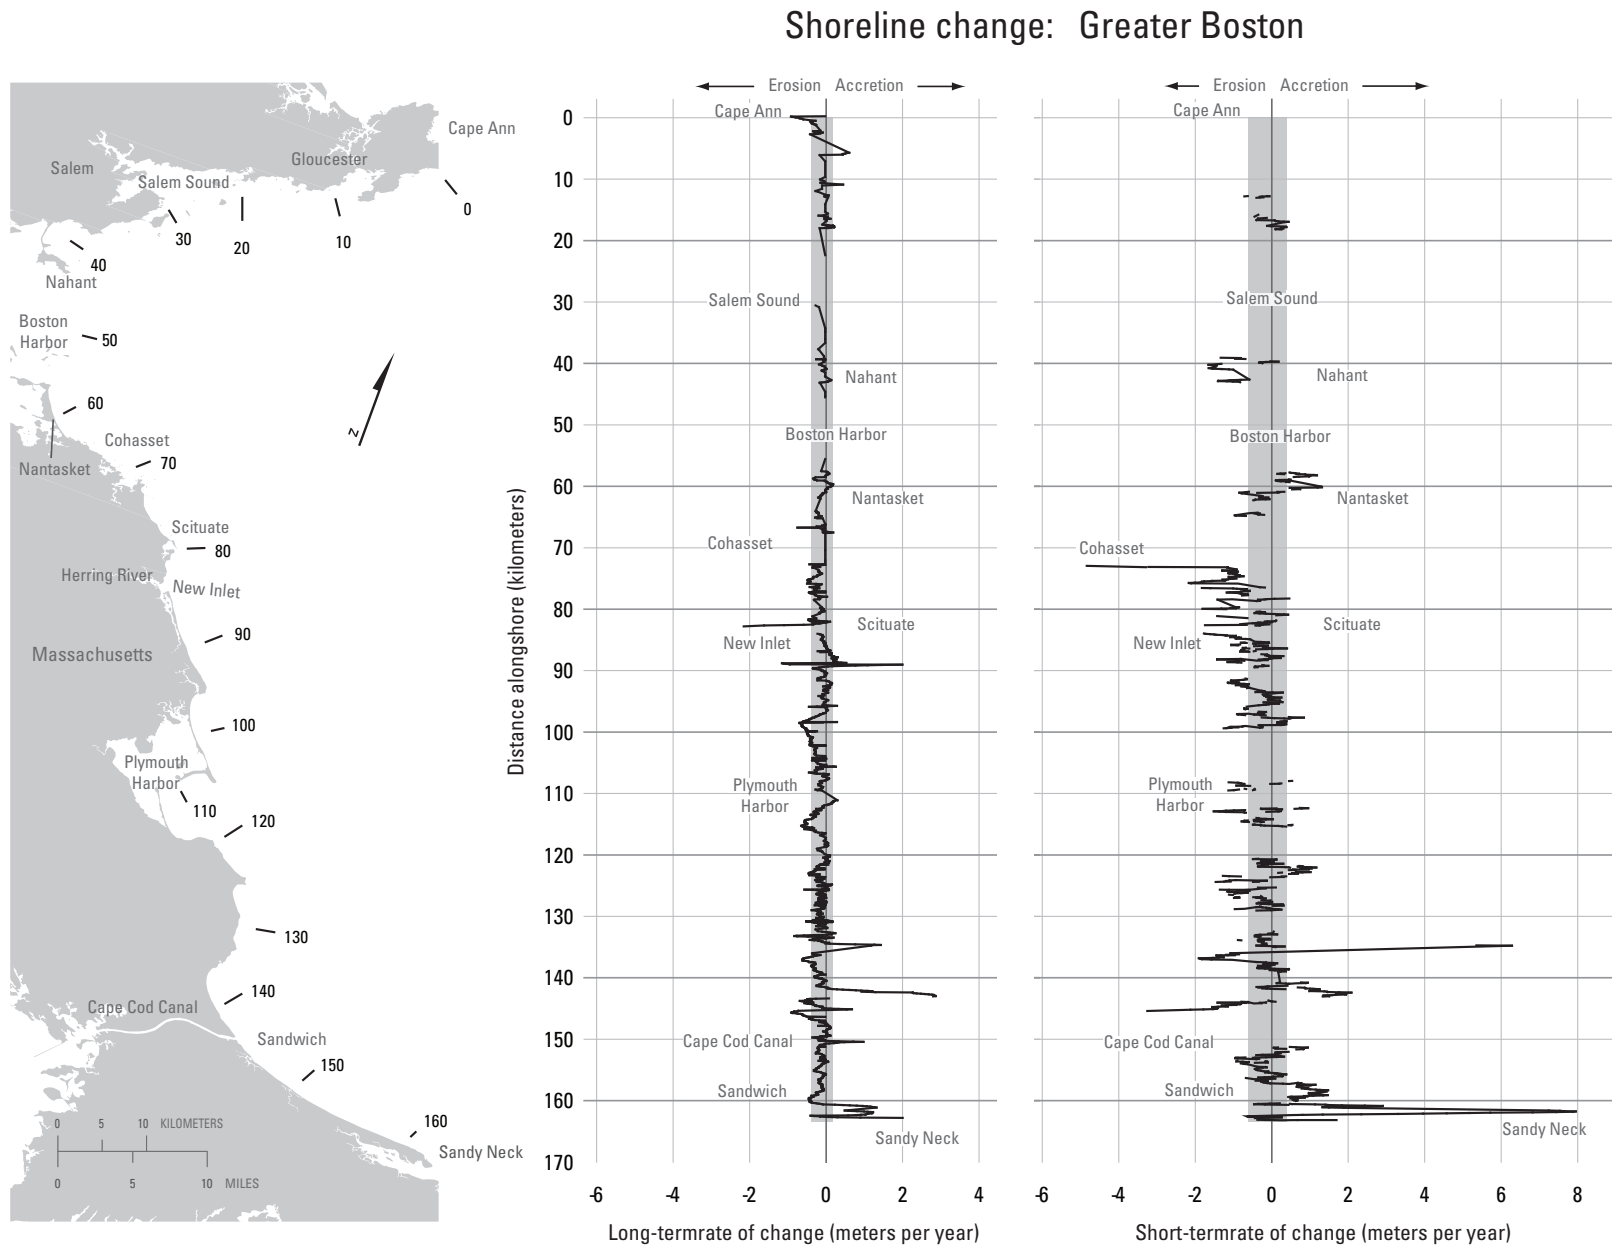 Shoreline change: Greater Boston
Cape Ann
Salem
Gloucester
Salem Sound
0
30
20
10
40
Nahant
Boston
Harbor
50
60
Cohasset
70
Nantasket
Scituate
80
Herring River
New Inlet
90
Massachusetts
100
Plymouth
Harbor
110
120
130
140
Cape Cod Canal
Sandwich
150
160
Sandy Neck
N
0 5 10 KILOMETERS
0 5 10 MILES
Distance alongshore (kilometers)
Erosion Accretion
Cape Ann
Salem Sound
Nahant
Boston Harbor
Nantasket
Cohasset
Scituate
New Inlet
Plymouth
Harbor
Cape Cod Canal
Sandwich
Sandy Neck
0
10
20
30
40
50
60
70
80
90
100
110
120
130
140
150
160
170
-6 -4 -2 0 2 4
Long-termrate of change (meters per year)
Erosion Accretion
Cape Ann
Salem Sound
Nahant
Boston Harbor
Nantasket
Cohasset
Scituate
New Inlet
Plymouth
Harbor
Cape Cod Canal
Sandwich
Sandy Neck
-6 -4 -2 0 2 4 6 8
Short-termrate of change (meters per year)